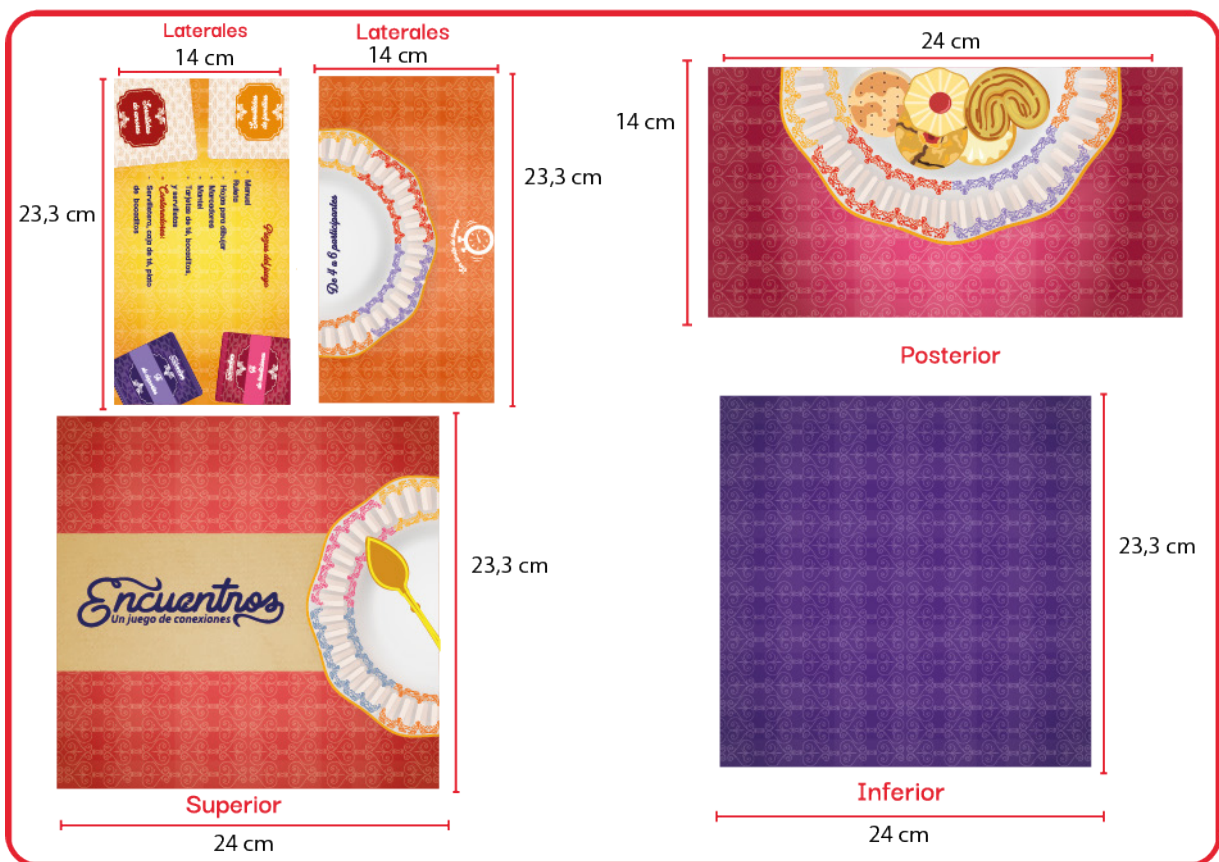 Laterales
14 cm
Laterales
14 cm
24 cm
23,3 cm
23,3 cm
14 cm
Piezas del juego
- Manual
- Ruleta
- Hojas para dibujar
- Marcadores
- Mantel
- Tarjetas de té, bocaditos,
y servilletas
Contenedores:
- Servilletero, caja de té, plato
de bocaditos
Servilletas
De 4 a 6 participantes
Posterior
Encuentros
Un juego de conexiones
23,3 cm
23,3 cm
Superior
24 cm
Inferior
24 cm